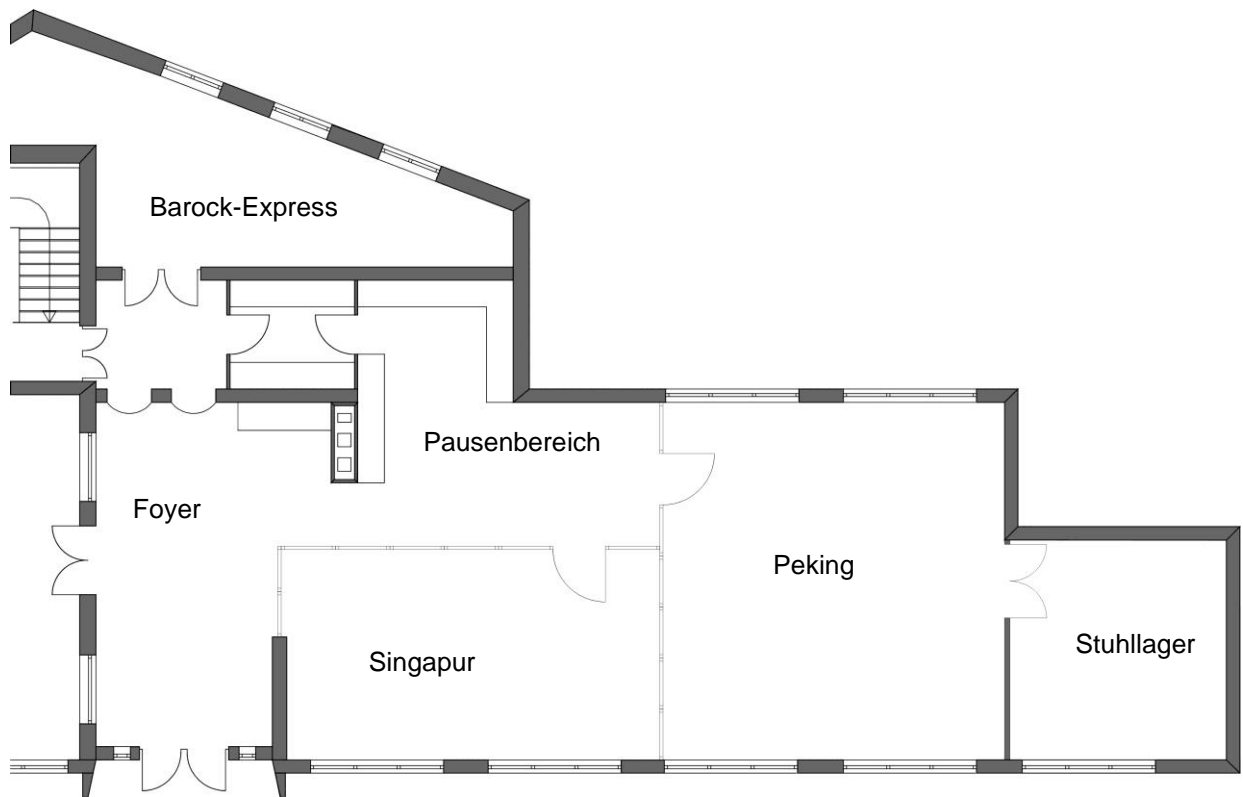 Barock-Express
Pausenbereich
Foyer
Peking
Stuhllager
Singapur